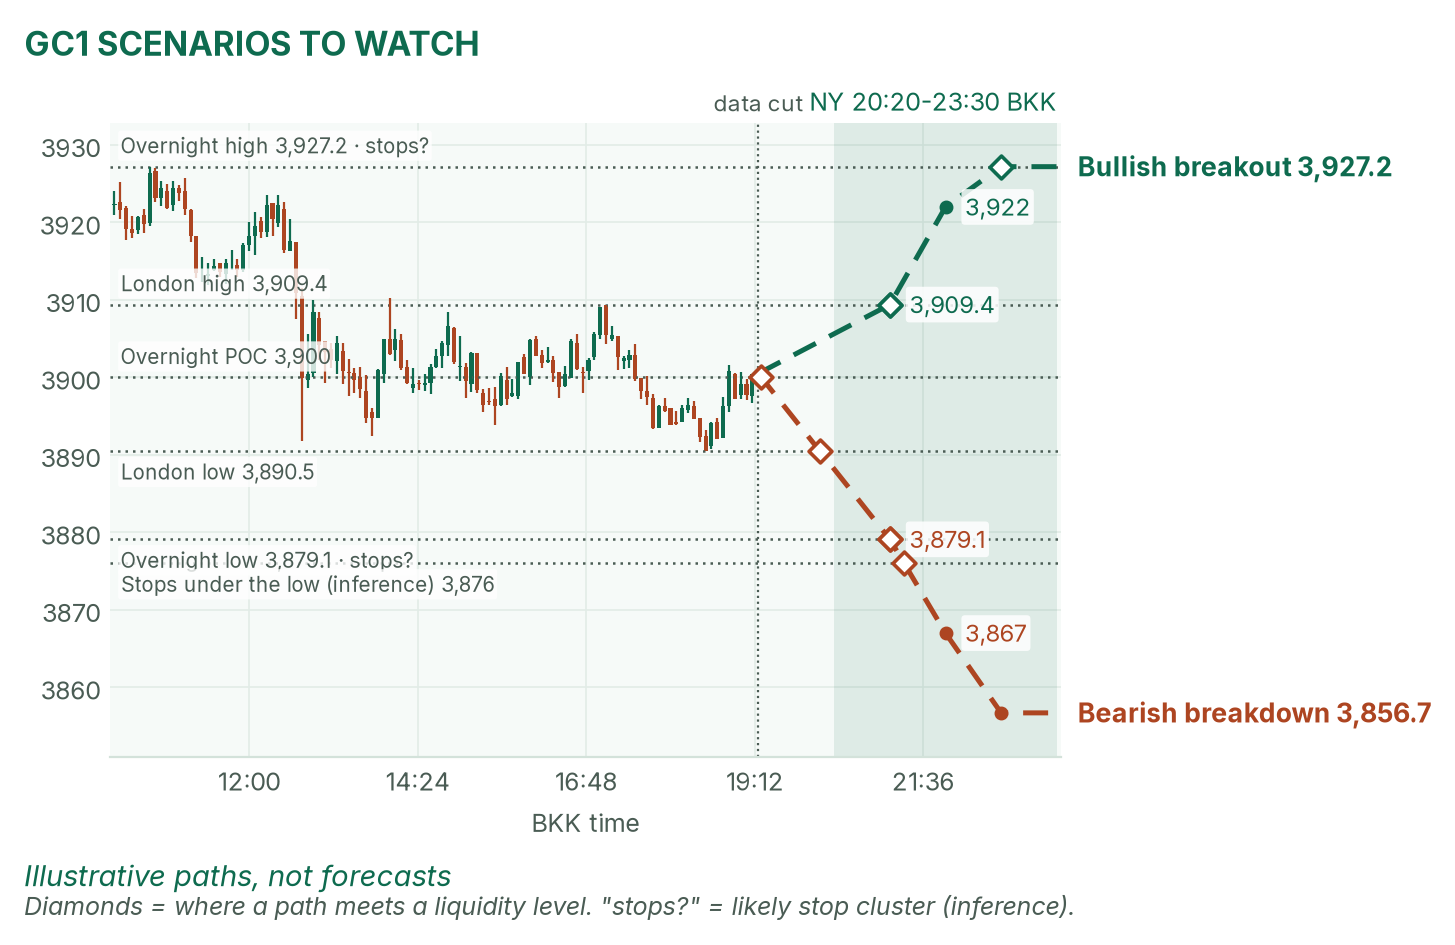 GC1 SCENARIOS TO WATCH
data cut NY 20:20-23:30 BKK
3930
Overnight high 3,927.2 · stops?
Bullish breakout 3,927.2
3,922
3920
London high 3,909.4
3910
3,909.4
Overnight POC 3,900
3900
3890
London low 3,890.5
3880
3,879.1
Overnight low 3,879.1 · stops?
Stops under the low (inference) 3,876
3870
3,867
3860
Bearish breakdown 3,856.7
12:00 14:24 16:48 19:12 21:36
BKK time
Illustrative paths, not forecasts
Diamonds = where a path meets a liquidity level. "stops?" = likely stop cluster (inference).